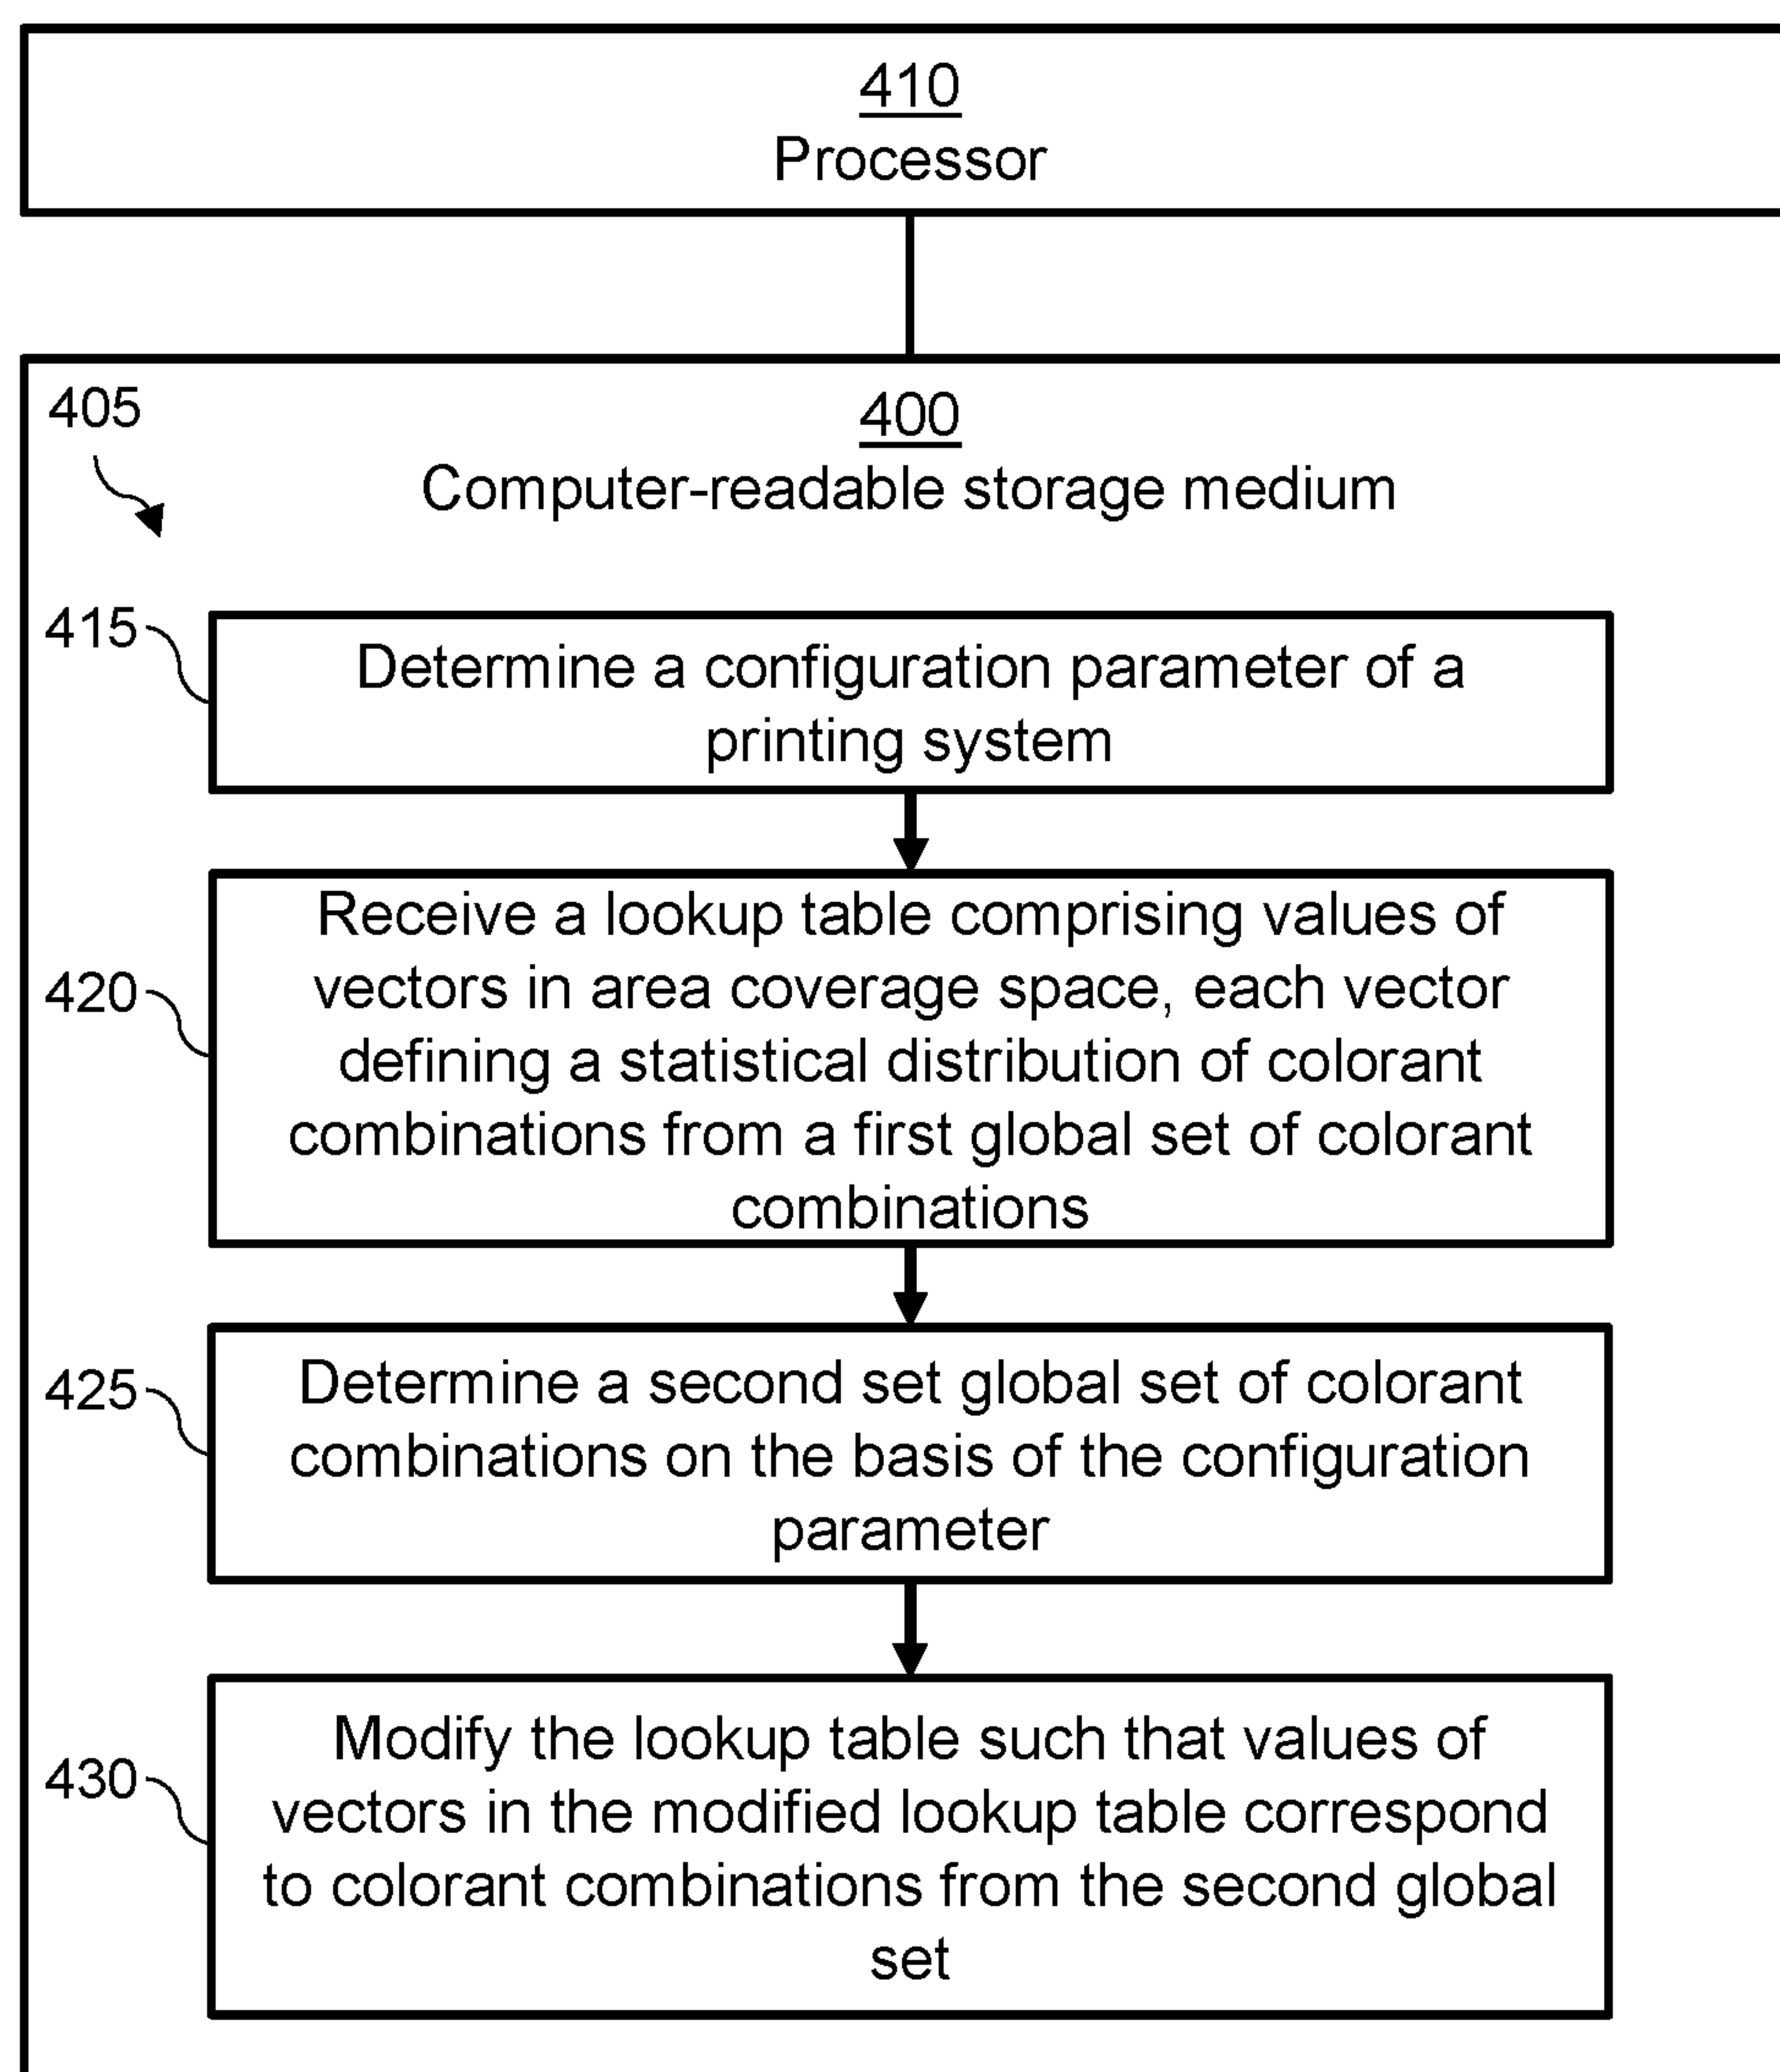 410
Processor
405
400
Computer-readable storage medium
415
Determine a configuration parameter of a
printing system
420
Receive a lookup table comprising values of
vectors in area coverage space, each vector
defining a statistical distribution of colorant
combinations from a first global set of colorant
combinations
425
Determine a second set global set of colorant
combinations on the basis of the configuration
parameter
430
Modify the lookup table such that values of
vectors in the modified lookup table correspond
to colorant combinations from the second global
set